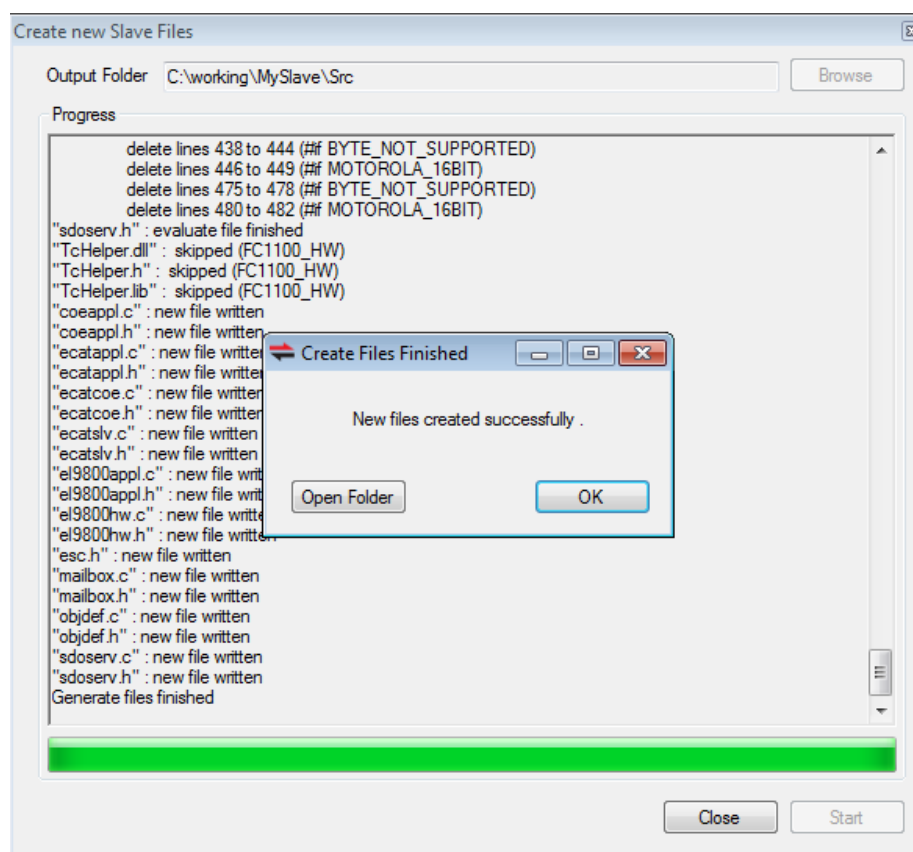 Create new Slave Files
Output Folder C:\working\MySlave\Src Browse
Progress
delete lines 438 to 444 (#if BYTE_NOT_SUPPORTED)
delete lines 446 to 449 (#if MOTOROLA_16BIT)
delete lines 475 to 478 (#if BYTE_NOT_SUPPORTED)
delete lines 480 to 482 (#if MOTOROLA_16BIT)
"sdoserv.h" : evaluate file finished
"TcHelper.dll" : skipped (FC1100_HW)
"TcHelper.h" : skipped (FC1100_HW)
"TcHelper.lib" : skipped (FC1100_HW)
"coeappl.c" : new file written
"coeappl.h" : new file written
"ecatappl.c" : new file writte
"ecatappl.h" : new file writte
"ecatcoe.c" : new file writter
"ecatcoe.h" : new file writter
"ecatslv.c" : new file written
"ecatslv.h" : new file written
"el9800appl.c" : new file writ
"el9800appl.h" : new file writ
"el9800hw.c" : new file writte
"el9800hw.h" : new file written
"esc.h" : new file written
"mailbox.c" : new file written
"mailbox.h" : new file written
"objdef.c" : new file written
"objdef.h" : new file written
"sdoserv.c" : new file written
"sdoserv.h" : new file written
Generate files finished
Create Files Finished
New files created successfully .
Open Folder OK
Close Start